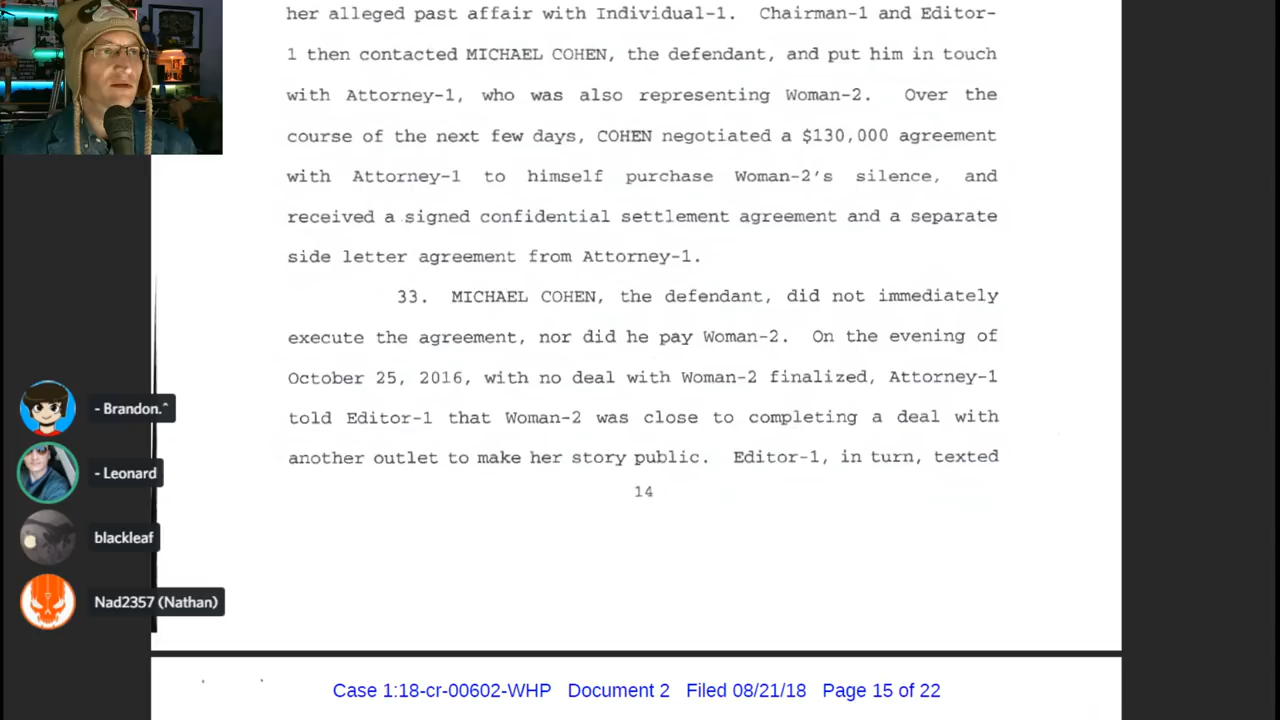 her alleged past affair with Individual-1. Chairman-1 and Editor-
1 then contacted MICHAEL COHEN, the defendant, and put him in touch
with Attorney-1, who was also representing Woman-2. Over the
course of the next few days, COHEN negotiated a $130,000 agreement
with Attorney-1 to himself purchase Woman-2's silence, and
received a signed confidential settlement agreement and a separate
side letter agreement from Attorney-1.
33. MICHAEL COHEN, the defendant, did not immediately
execute the agreement, nor did he pay Woman-2. On the evening of
October 25, 2016, with no deal with Woman-2 finalized, Attorney-1
told Editor-1 that Woman-2 was close to completing a deal with
another outlet to make her story public. Editor-1, in turn, texted
14
- Brandon.^
- Leonard
blackleaf
Nad2357 (Nathan)
Case 1:18-cr-00602-WHP Document 2 Filed 08/21/18 Page 15 of 22